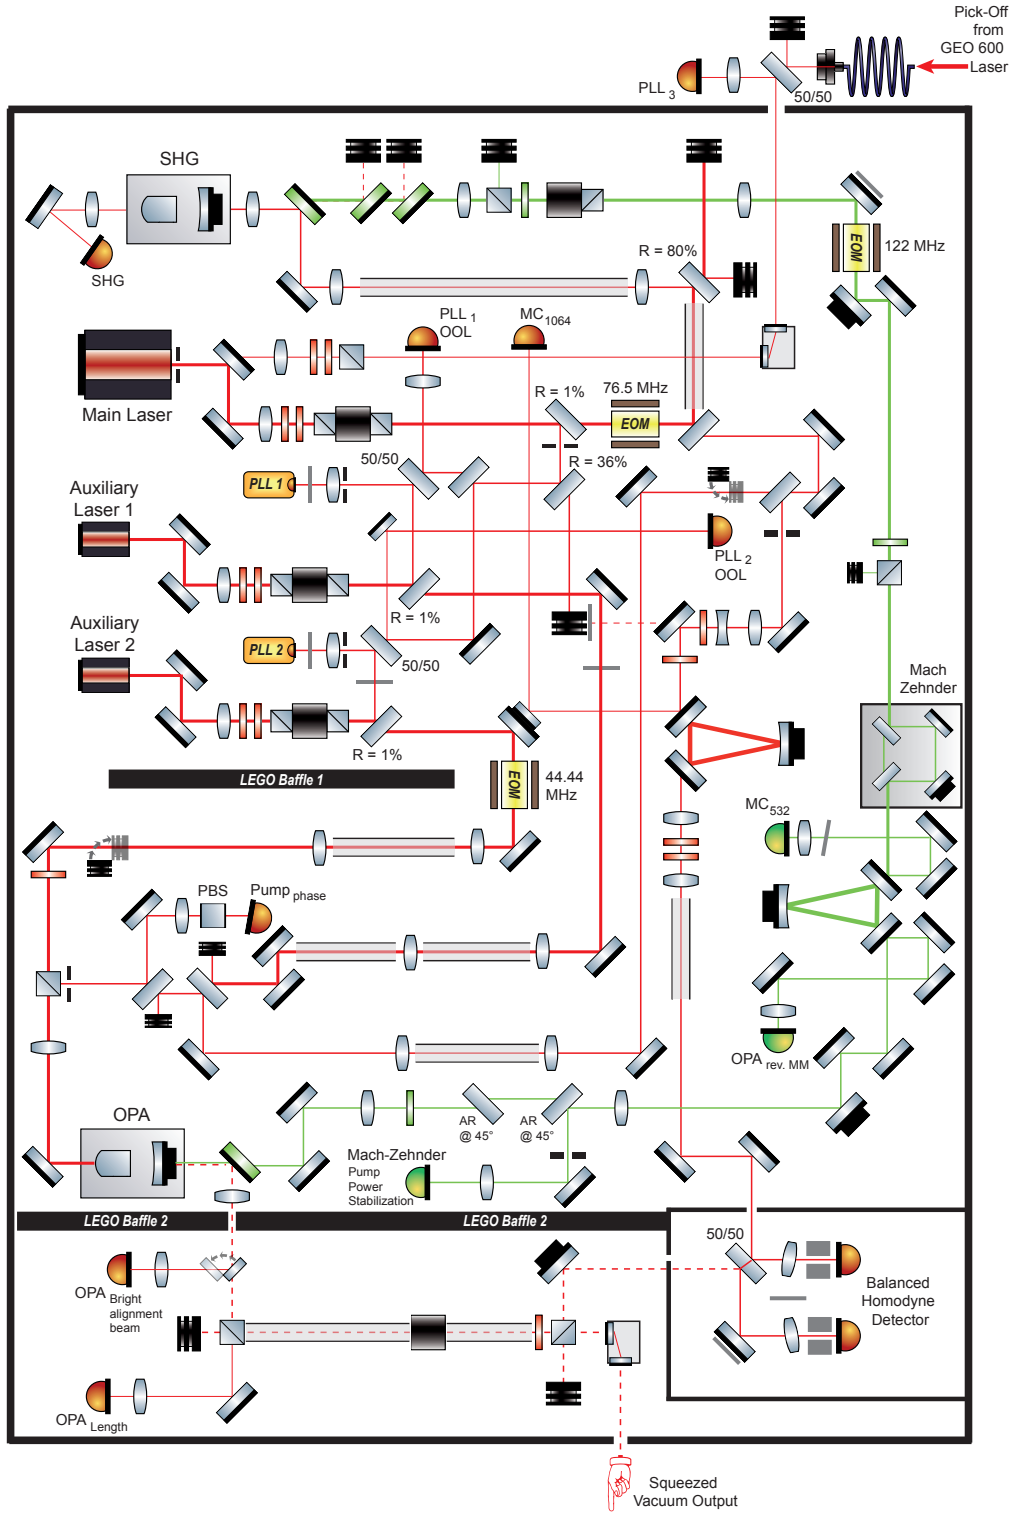 Pick-Off
from
GEO 600
Laser
PLL 3
50/50
SHG
SHG
R = 80%
EOM
122 MHz
PLL 1
OOL
MC1064
Main Laser
R = 1%
76.5 MHz
EOM
50/50
R = 36%
PLL 1
Auxiliary
Laser 1
PLL 2
OOL
R = 1%
Auxiliary
Laser 2
PLL 2
50/50
R = 1%
Mach
Zehnder
LEGO Baffle 1
EOM
44.44
MHz
MC532
PBS
Pump phase
OPA rev. MM
OPA
AR
@ 45°
AR
@ 45°
Mach-Zehnder
Pump
Power
Stabilization
LEGO Baffle 2
LEGO Baffle 2
50/50
OPA Bright
alignment
beam
Balanced
Homodyne
Detector
OPA Length
Squeezed
Vacuum Output